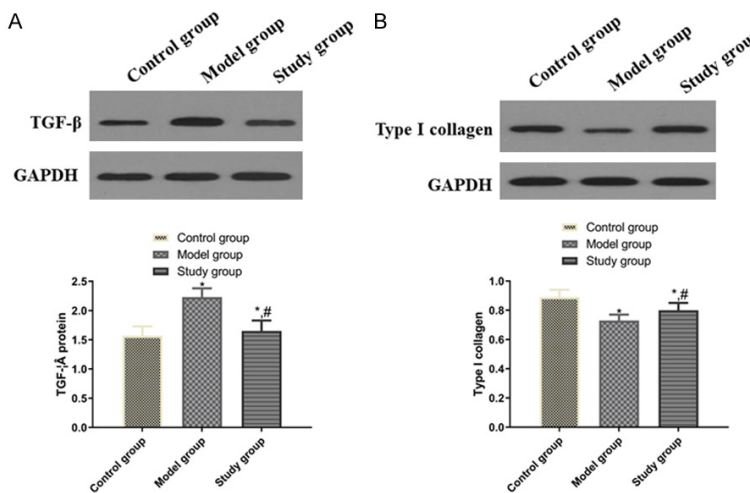 A
Control group
Model group
Study group
TGF-β
GAPDH
Control group
Model group
Study group
2.5
2.0
1.5
1.0
0.5
0.0
TGF-¦Â protein
*
*,#
Control group
Model group
Study group
B
Control group
Model group
Study group
Type I collagen
GAPDH
Control group
Model group
Study group
1.0
0.8
0.6
0.4
0.2
0.0
Type I collagen
*
*,#
Control group
Model group
Study group